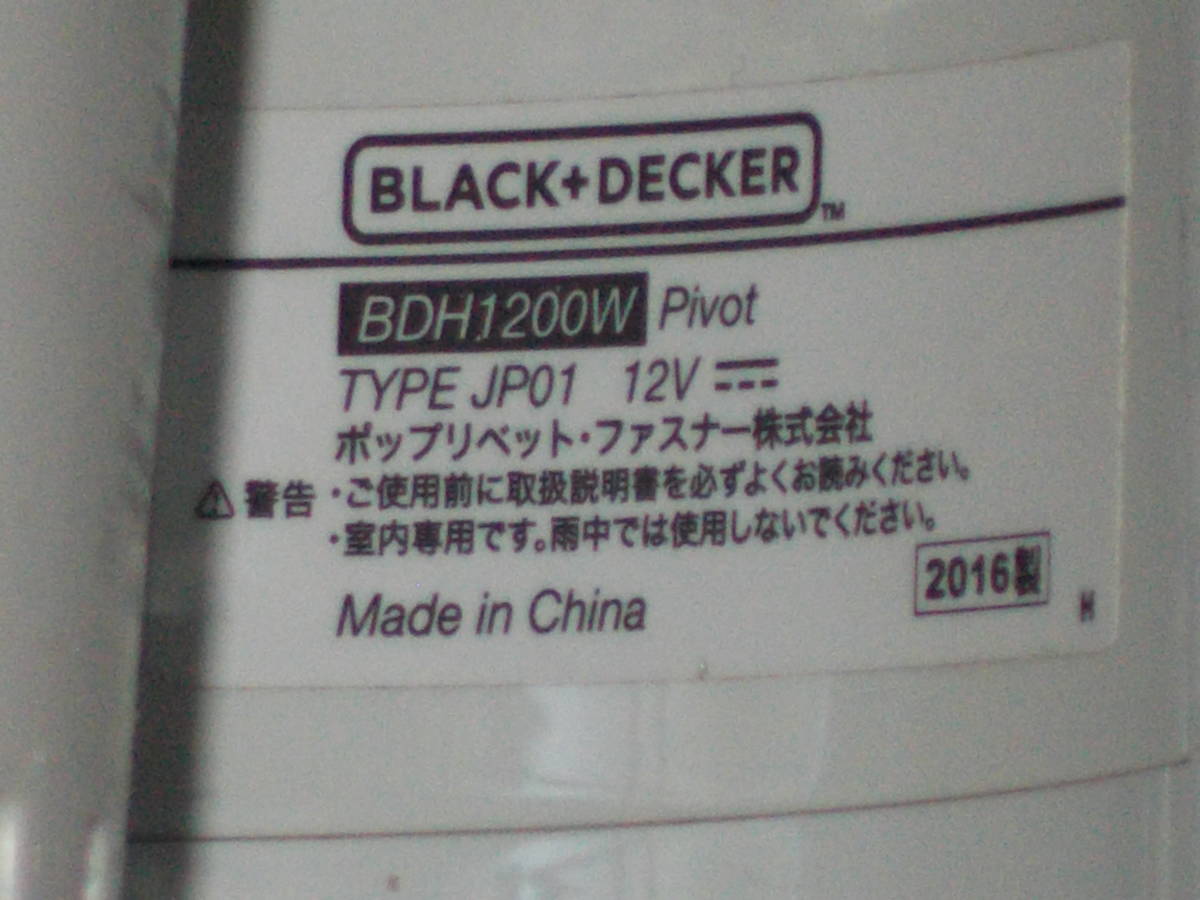 BLACK+DECKER™
BDH1200W Pivot
TYPE JP01 12V
ポップリベット・ファスナー株式会社
⚠ 警告 ・ご使用前に取扱説明書を必ずよくお読みください。
・室内専用です。雨中では使用しないでください。
2016製
Made in China
H